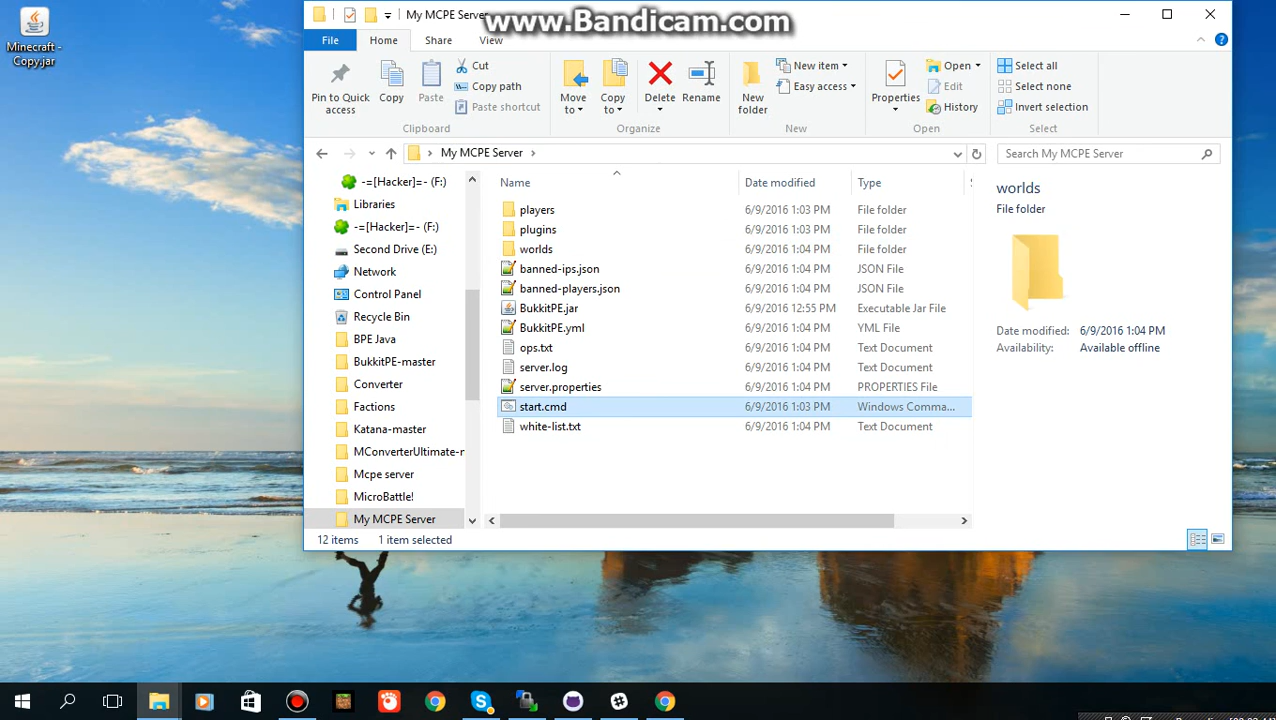 Minecraft -
Copy.jar
My MCPE Server
www.Bandicam.com
File
Home
Share
View
Pin to Quick
access
Copy
Paste
Cut
Copy path
Paste shortcut
Clipboard
Move
to
Copy
to
Delete
Rename
Organize
New
folder
New item
Easy access
New
Properties
Open
Edit
History
Open
Select all
Select none
Invert selection
Select
My MCPE Server
Search My MCPE Server
-=[Hacker]=- (F:)
Libraries
-=[Hacker]=- (F:)
Second Drive (E:)
Network
Control Panel
Recycle Bin
BPE Java
BukkitPE-master
Converter
Factions
Katana-master
MConverterUltimate-r
Mcpe server
MicroBattle!
My MCPE Server
Name Date modified Type
players 6/9/2016 1:03 PM File folder
plugins 6/9/2016 1:03 PM File folder
worlds 6/9/2016 1:04 PM File folder
banned-ips.json 6/9/2016 1:04 PM JSON File
banned-players.json 6/9/2016 1:04 PM JSON File
BukkitPE.jar 6/9/2016 12:55 PM Executable Jar File
BukkitPE.yml 6/9/2016 1:04 PM YML File
ops.txt 6/9/2016 1:04 PM Text Document
server.log 6/9/2016 1:04 PM Text Document
server.properties 6/9/2016 1:04 PM PROPERTIES File
start.cmd 6/9/2016 1:03 PM Windows Comma...
white-list.txt 6/9/2016 1:04 PM Text Document
worlds
File folder
Date modified: 6/9/2016 1:04 PM
Availability: Available offline
12 items 1 item selected